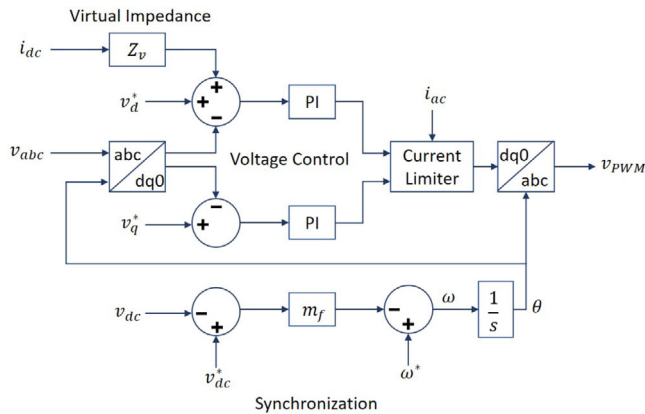 Virtual Impedance
i_dc
Z_v
+
v_d^*
+
−
PI
i_ac
v_abc
abc
dq0
Voltage Control
Current
Limiter
dq0
abc
v_PWM
−
v_q^*
+
PI
v_dc
−
+
m_f
−
+
ω
1
s
θ
v_dc^*
ω^*
Synchronization